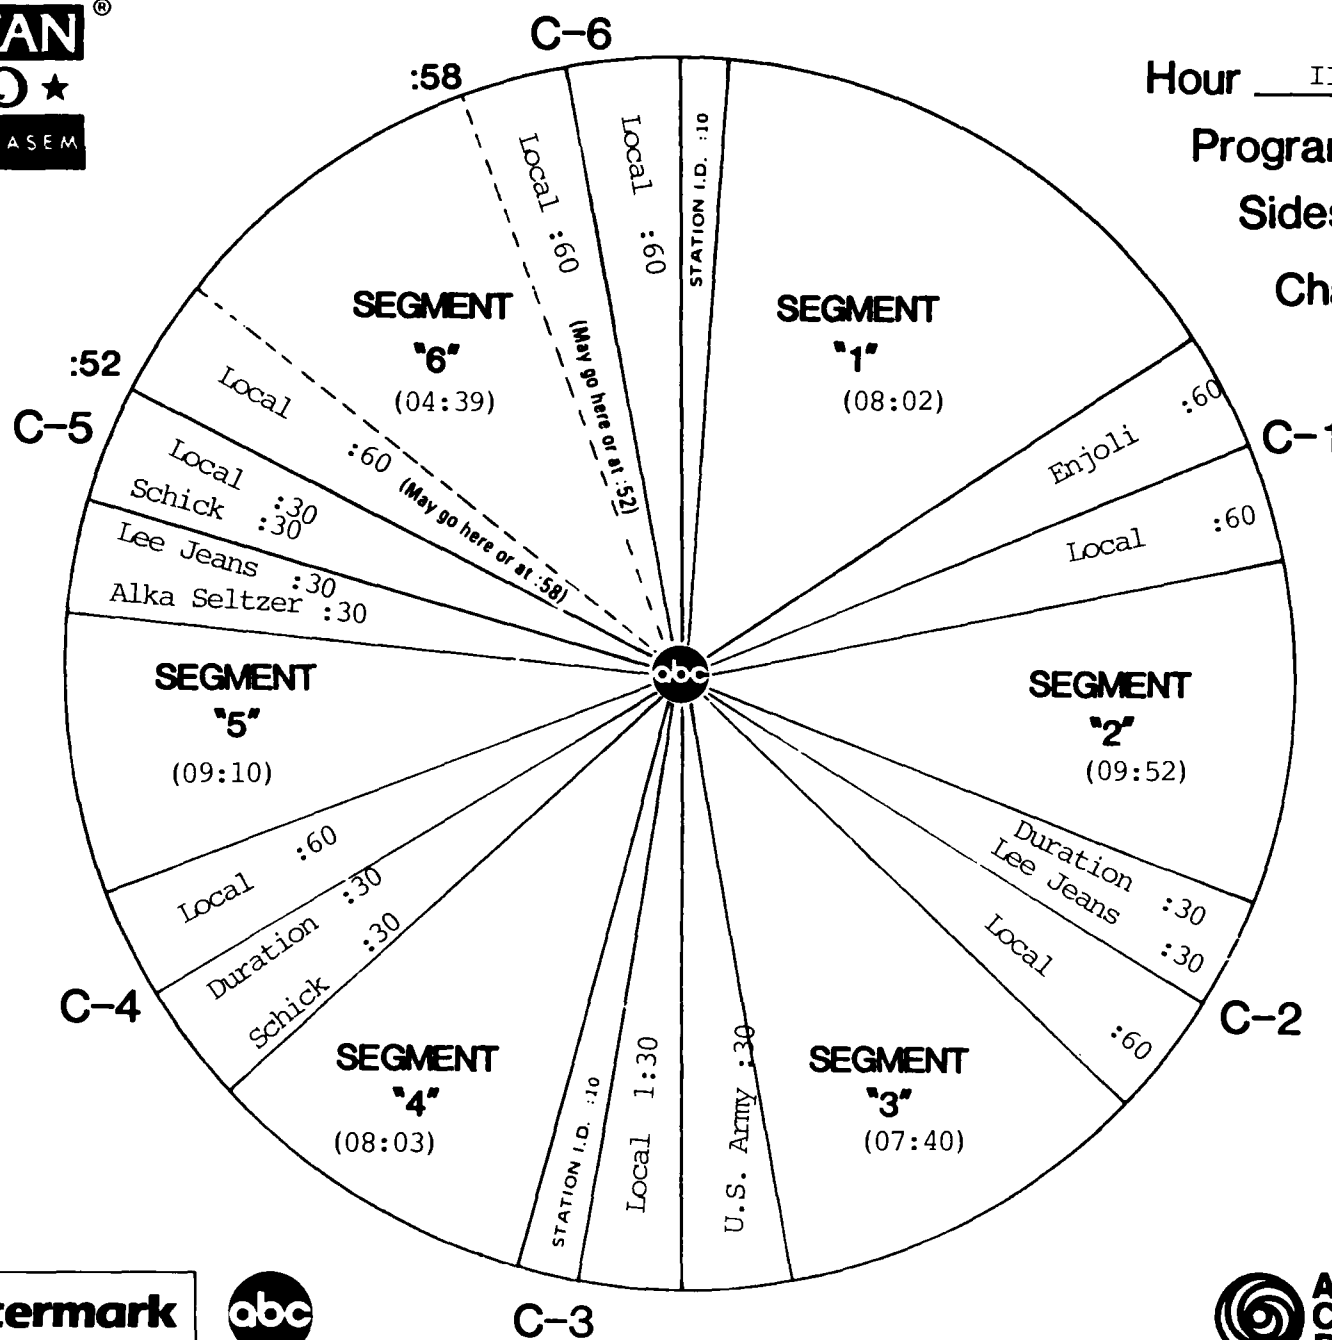 ®
C-6
:58
Hour
SEGMENT
"6"
(04:39)
Local :60
(May go here or at :52)
Local :60
STATION I.D. :10
SEGMENT
"1"
(08:02)
Enjoli :60
Local :60
SEGMENT
"2"
(09:52)
Duration :30
Lee Jeans :30
C-2
Local :60
SEGMENT
"3"
(07:40)
U.S. Army :30
Local 1:30
STATION I.D. :10
C-3
SEGMENT
"4"
(08:03)
Schick :30
Duration :30
C-4
Local :60
SEGMENT
"5"
(09:10)
Alka Seltzer :30
Lee Jeans :30
Schick :30
Local :30
C-5
:52
Local :60
(May go here or at :58)
abc
abc